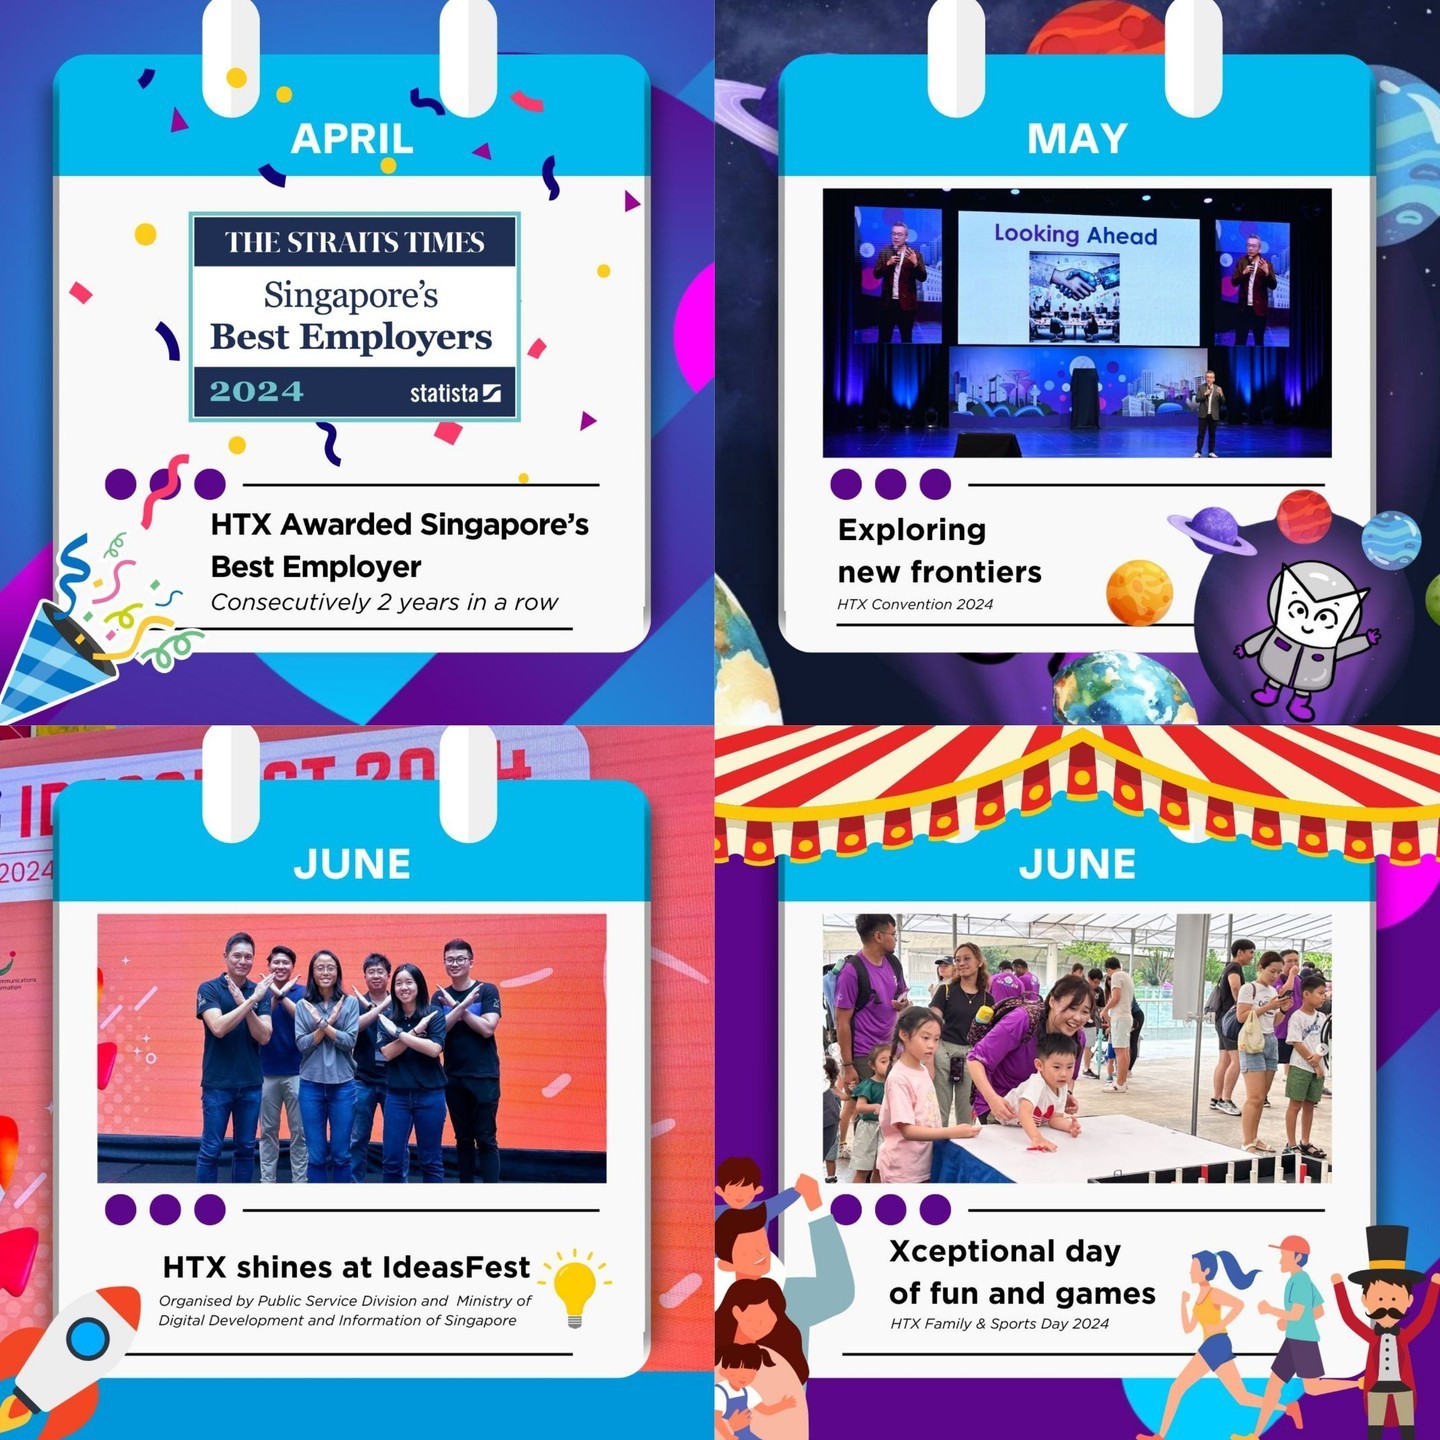 APRIL
THE STRAITS TIMES
Singapore's
Best Employers
2024
statista
HTX Awarded Singapore's
Best Employer
Consecutively 2 years in a row
MAY
Looking Ahead
Exploring
new frontiers
HTX Convention 2024
2024
JUNE
HTX shines at IdeasFest
Organised by Public Service Division and Ministry of
Digital Development and Information of Singapore
JUNE
Xceptional day
of fun and games
HTX Family & Sports Day 2024